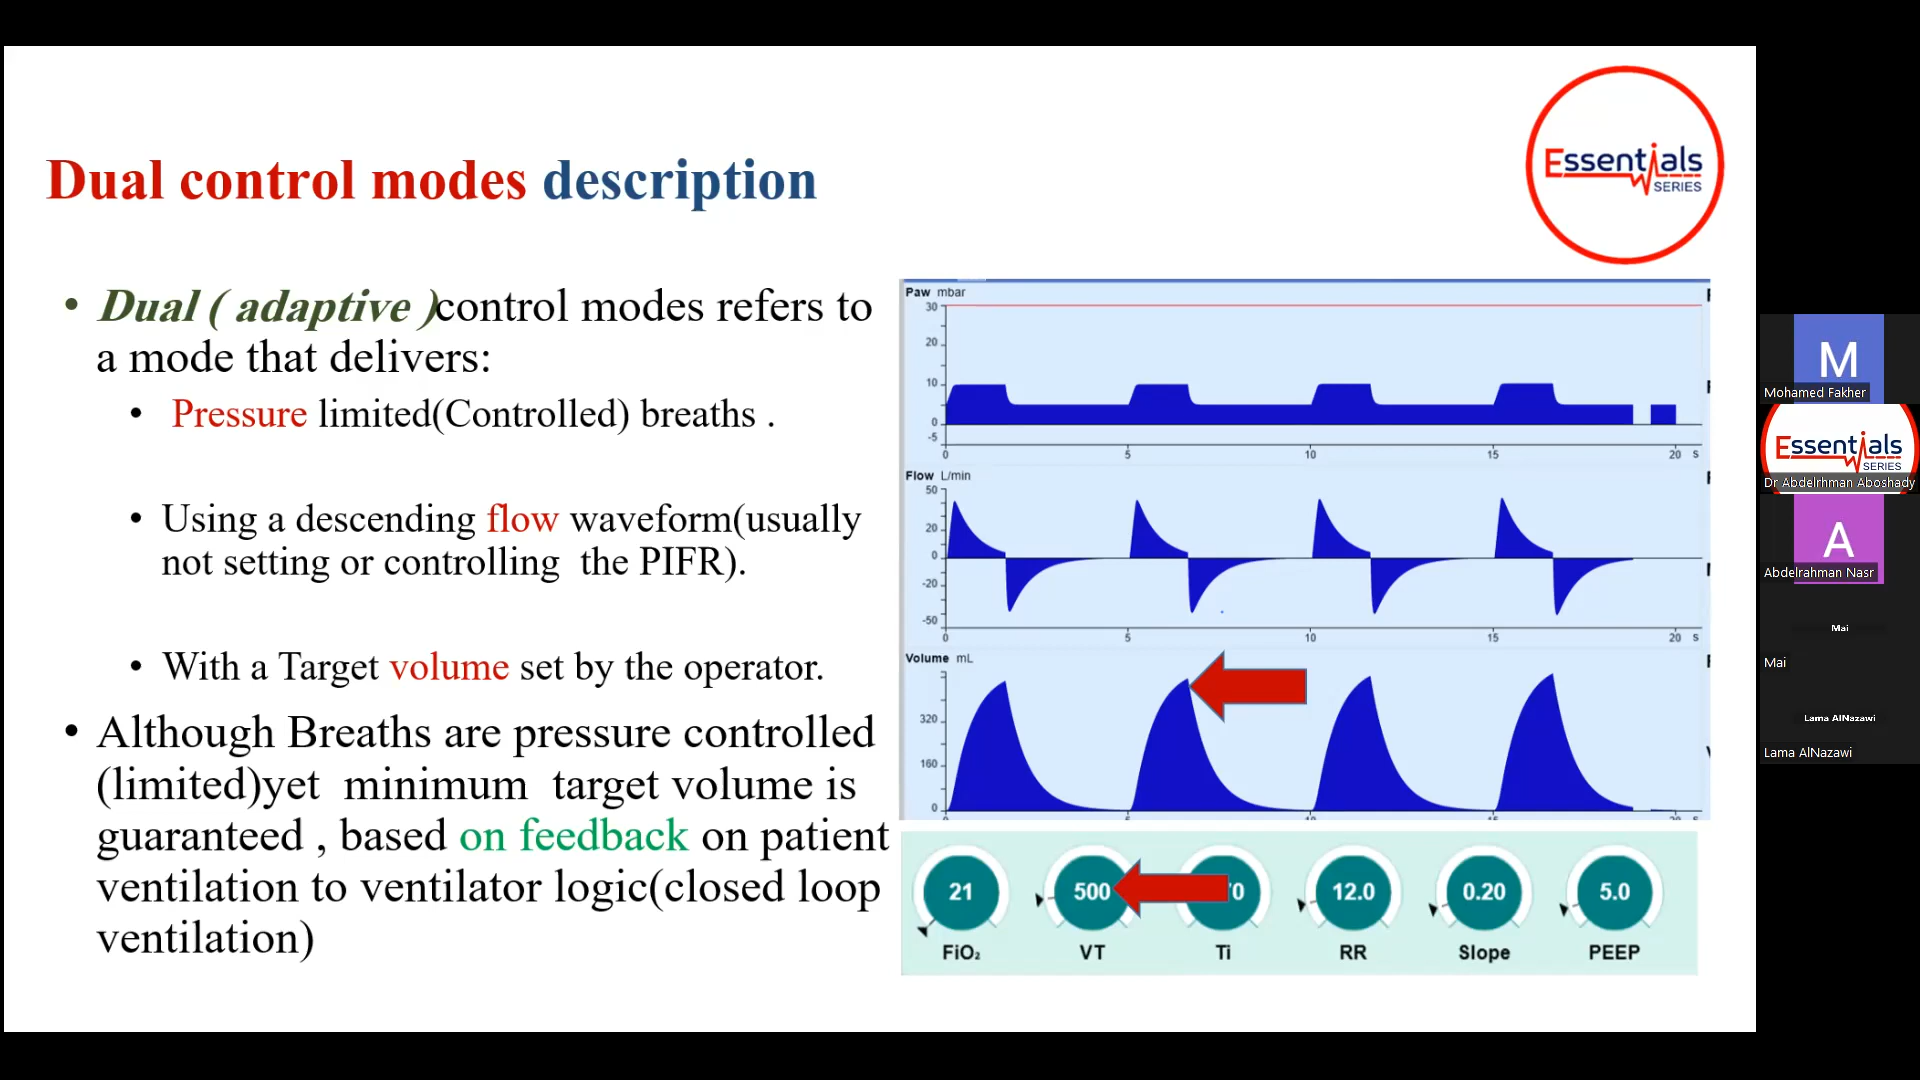 Dual control modes description
Essentials
SERIES
• Dual ( adaptive )control modes refers to
a mode that delivers:
• Pressure limited(Controlled) breaths .
• Using a descending flow waveform(usually
not setting or controlling the PIFR).
• With a Target volume set by the operator.
• Although Breaths are pressure controlled
(limited)yet minimum target volume is
guaranteed , based on feedback on patient
ventilation to ventilator logic(closed loop
ventilation)
Paw mbar
30
20
10
0
-5
0 5 10 15 20 s
Flow L/min
50
20
0
-20
-50
0 5 10 15 20 s
Volume mL
320
160
0
21 500 0 12.0 0.20 5.0
FiO₂ VT Ti RR Slope PEEP
M
Mohamed Fakher
Essentials
SERIES
Dr Abdelrhman Aboshady
A
Abdelrahman Nasr
Mai
Mai
Lama AlNazawi
Lama AlNazawi